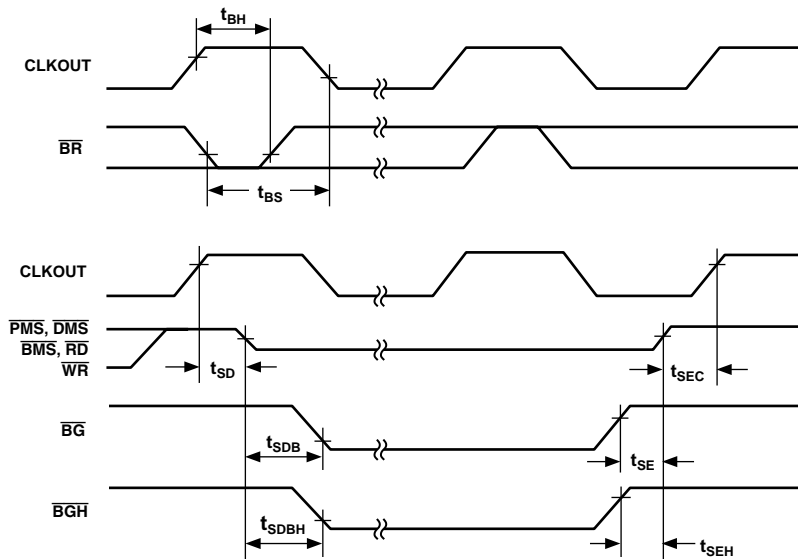 tBH
CLKOUT
BR
tBS
CLKOUT
PMS, DMS
BMS, RD
WR
tSD
tSEC
BG
tSDB
tSE
BGH
tSDBH
tSEH